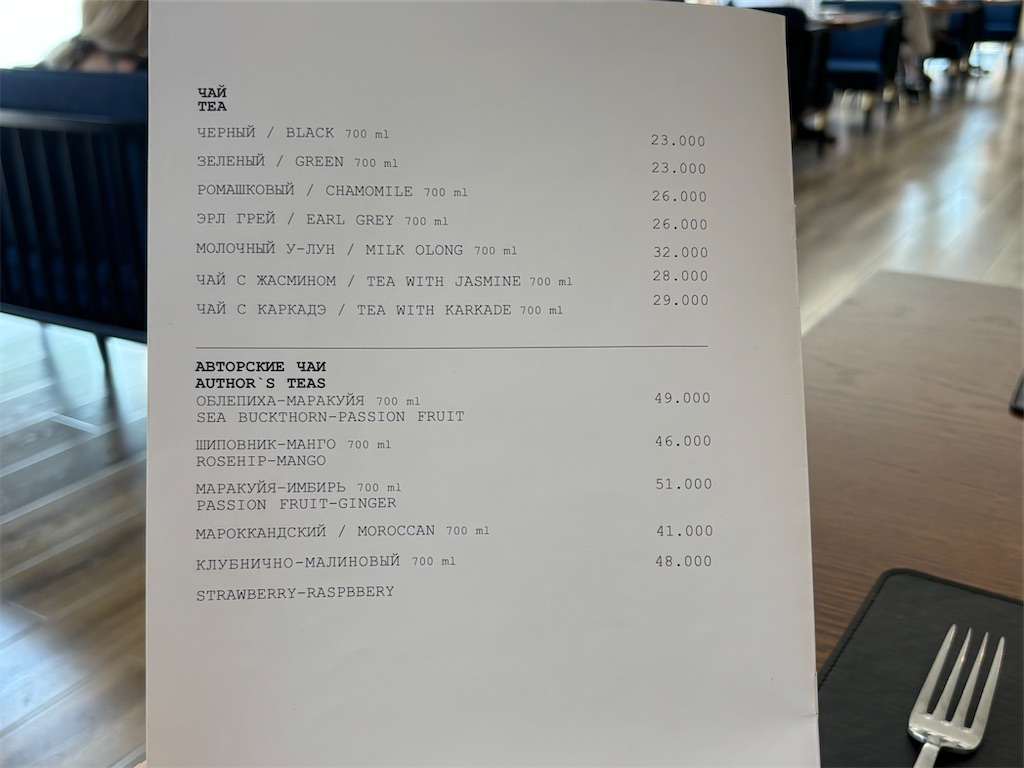 ЧАЙ
TEA
ЧЕРНЫЙ / BLACK 700 ml 23.000
ЗЕЛЕНЫЙ / GREEN 700 ml 23.000
РОМАШКОВЫЙ / CHAMOMILE 700 ml 26.000
ЭРЛ ГРЕЙ / EARL GREY 700 ml 26.000
МОЛОЧНЫЙ У-ЛУН / MILK OLONG 700 ml 32.000
ЧАЙ С ЖАСМИНОМ / TEA WITH JASMINE 700 ml 28.000
ЧАЙ С КАРКАДЭ / TEA WITH KARKADE 700 ml 29.000
АВТОРСКИЕ ЧАИ
AUTHOR`S TEAS
ОБЛЕПИХА-МАРАКУЙЯ 700 ml 49.000
SEA BUCKTHORN-PASSION FRUIT
ШИПОВНИК-МАНГО 700 ml 46.000
ROSEHIP-MANGO
МАРАКУЙЯ-ИМБИРЬ 700 ml 51.000
PASSION FRUIT-GINGER
МАРОККАНДСКИЙ / MOROCCAN 700 ml 41.000
КЛУБНИЧНО-МАЛИНОВЫЙ 700 ml 48.000
STRAWBERRY-RASPBBERY